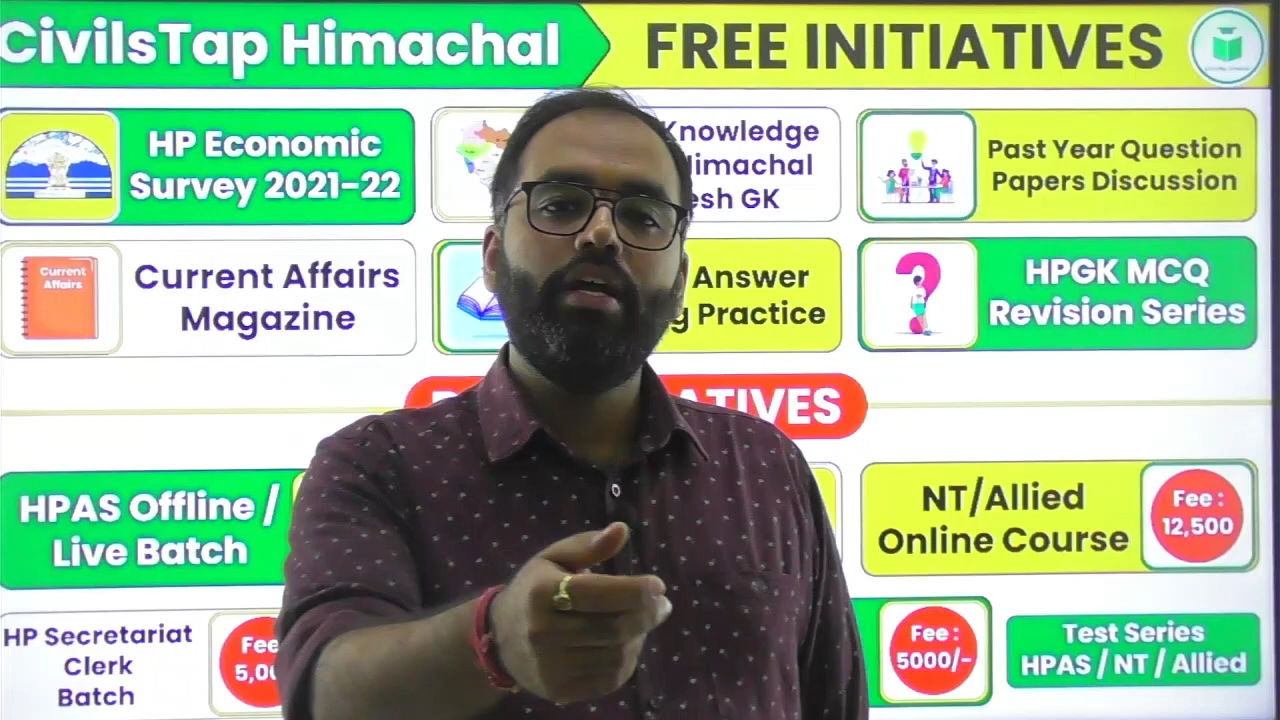 CivilsTap Himachal
FREE INITIATIVES
HP Economic
Survey 2021-22
Knowledge
Himachal
esh GK
Past Year Question
Papers Discussion
Current
Affairs
Current Affairs
Magazine
Answer
g Practice
HPGK MCQ
Revision Series
ATIVES
HPAS Offline /
Live Batch
NT/Allied
Online Course
Fee :
12,500
HP Secretariat
Clerk
Batch
Fee
5,00
Fee :
5000/-
Test Series
HPAS / NT / Allied